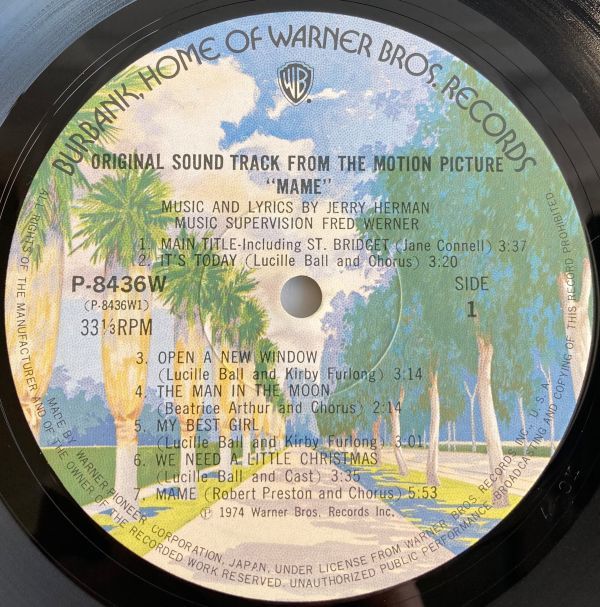 BURBANK, HOME OF WARNER BROS. RECORDS
WB
ORIGINAL SOUND TRACK FROM THE MOTION PICTURE
"MAME"
MUSIC AND LYRICS BY JERRY HERMAN
MUSIC SUPERVISION FRED WERNER
1. MAIN TITLE-Including ST. BRIDGET (Jane Connell) 3:37
2. IT'S TODAY (Lucille Ball and Chorus) 3:20
P-8436W
(P-8436W1)
33⅓RPM
SIDE
1
3. OPEN A NEW WINDOW
(Lucille Ball and Kirby Furlong) 3:14
4. THE MAN IN THE MOON
(Beatrice Arthur and Chorus) 2:14
5. MY BEST GIRL
(Lucille Ball and Kirby Furlong) 3:01
6. WE NEED A LITTLE CHRISTMAS
(Lucille Ball and Cast) 3:35
7. MAME (Robert Preston and Chorus) 5:53
℗ 1974 Warner Bros. Records Inc.
MADE BY WARNER-PIONEER CORPORATION, JAPAN, UNDER LICENSE FROM WARNER BROS. RECORDS INC., U.S.A.
ALL RIGHTS OF THE MANUFACTURER AND OF THE OWNER OF THE RECORDED WORK RESERVED. UNAUTHORIZED PUBLIC PERFORMANCE, BROADCASTING AND COPYING OF THIS RECORD PROHIBITED